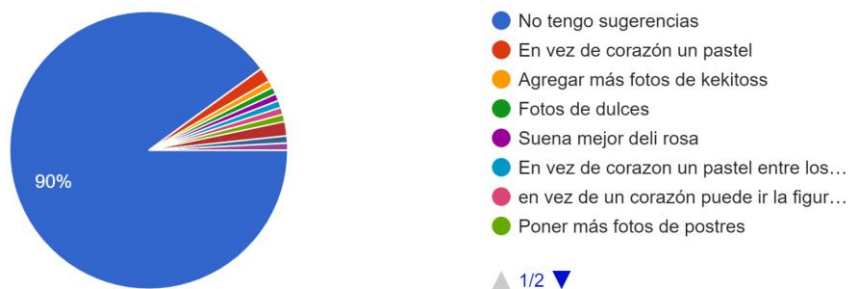 90%
No tengo sugerencias
En vez de corazón un pastel
Agregar más fotos de kekitoss
Fotos de dulces
Suena mejor deli rosa
En vez de corazon un pastel entre los…
en vez de un corazón puede ir la figur…
Poner más fotos de postres
1/2